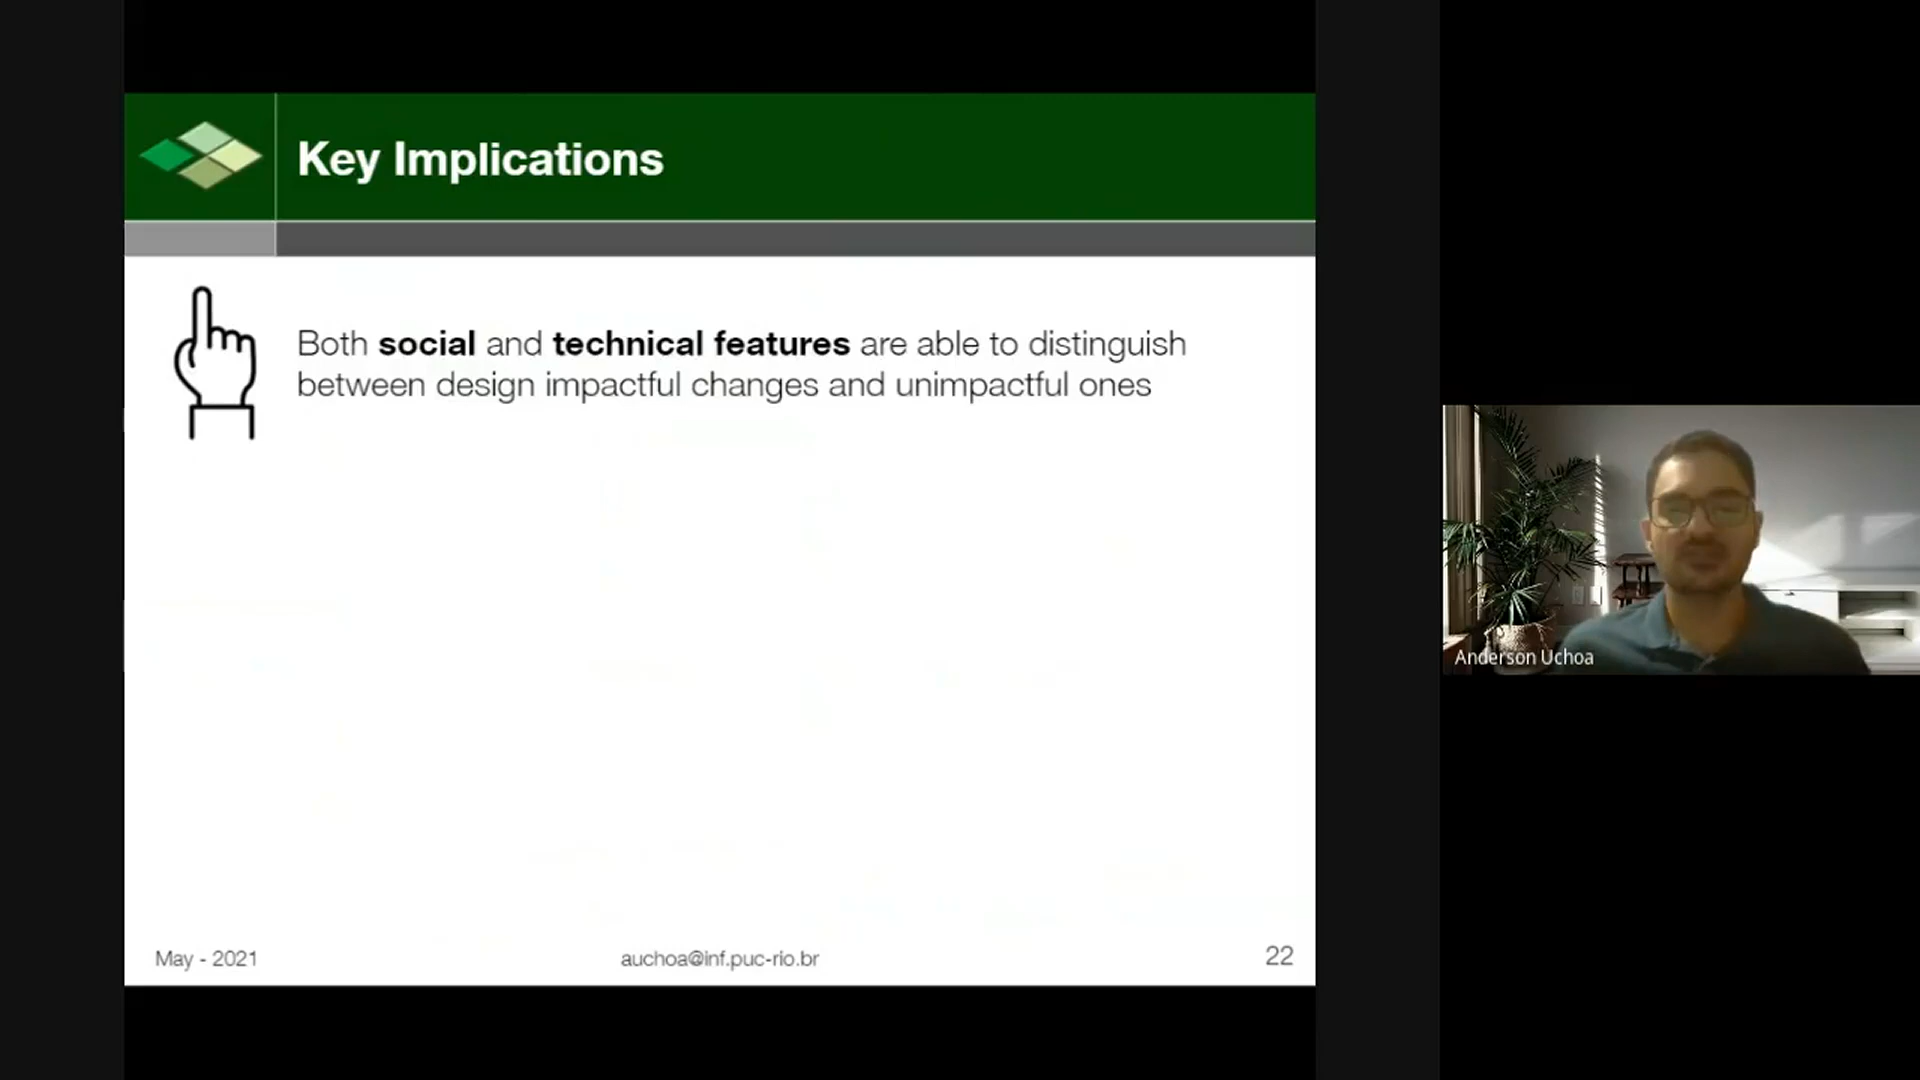 Key Implications
Both social and technical features are able to distinguish
between design impactful changes and unimpactful ones
May - 2021
auchoa@inf.puc-rio.br
22
Anderson Uchoa